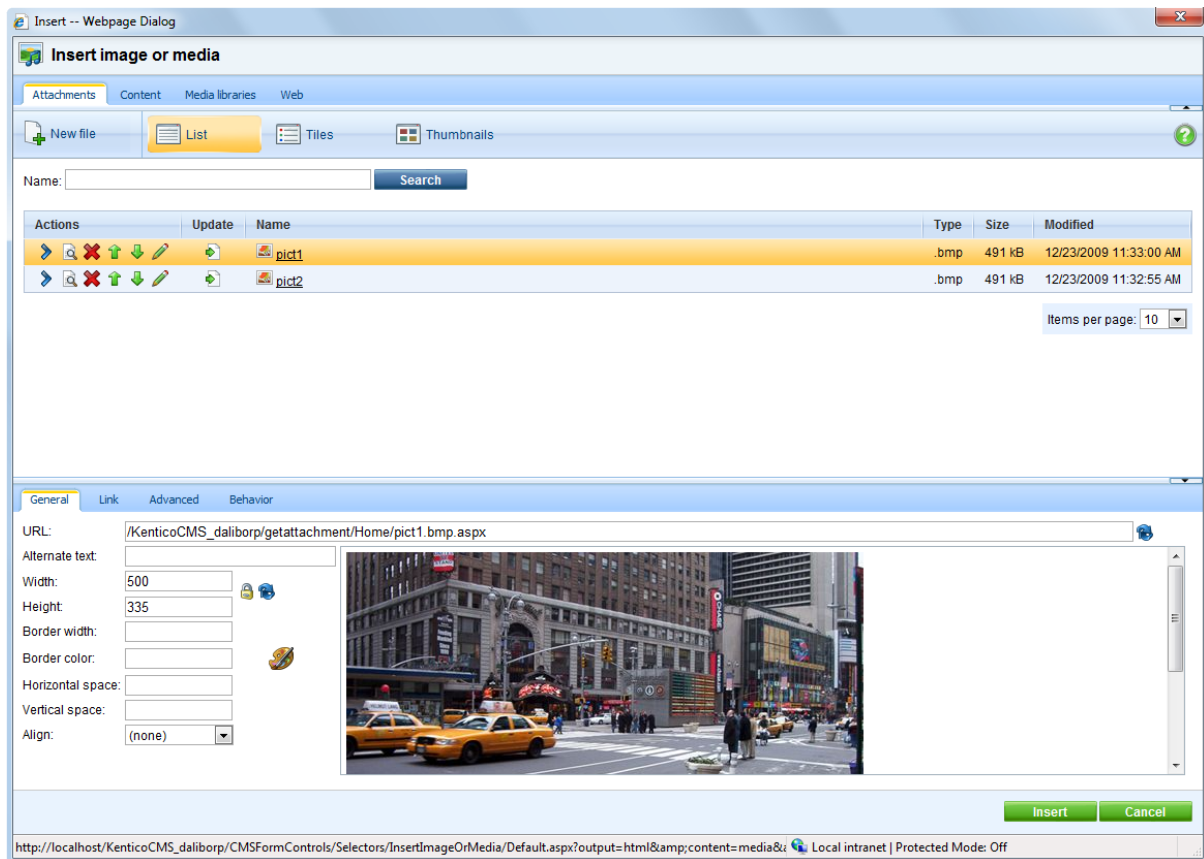 Insert -- Webpage Dialog
Insert image or media
Attachments Content Media libraries Web
New file List Tiles Thumbnails
Name: Search
Actions Update Name Type Size Modified
pict1 .bmp 491 kB 12/23/2009 11:33:00 AM
pict2 .bmp 491 kB 12/23/2009 11:32:55 AM
Items per page: 10
General Link Advanced Behavior
URL: /KenticoCMS_daliborp/getattachment/Home/pict1.bmp.aspx
Alternate text:
Width: 500
Height: 335
Border width:
Border color:
Horizontal space:
Vertical space:
Align: (none)
CHASE
Insert Cancel
http://localhost/KenticoCMS_daliborp/CMSFormControls/Selectors/InsertImageOrMedia/Default.aspx?output=html&amp;content=media&a Local intranet | Protected Mode: Off